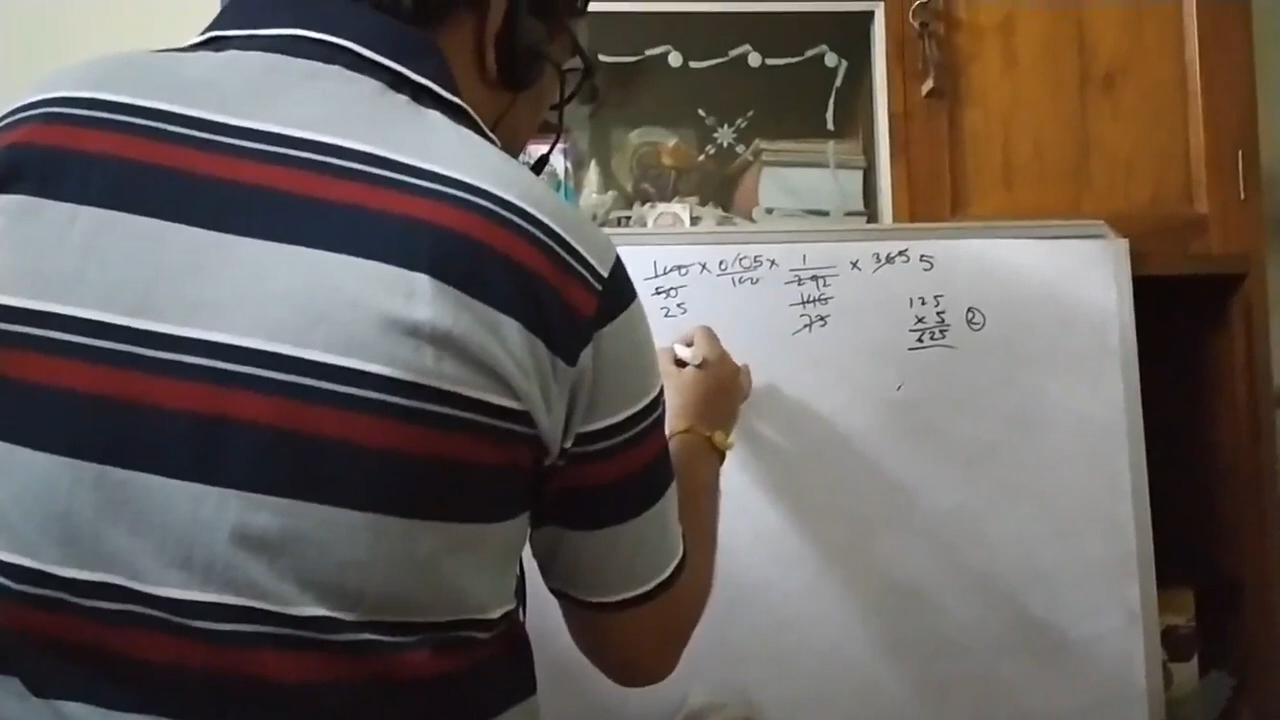 100 × 0.05 × 1 × 365 5
100 292
50 146
25 73
125
× 5 ②
625